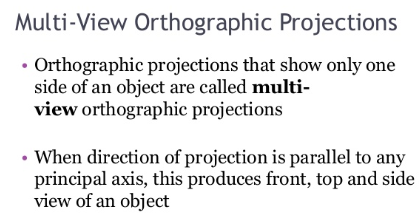 Multi-View Orthographic Projections
• Orthographic projections that show only one
side of an object are called multi-
view orthographic projections
• When direction of projection is parallel to any
principal axis, this produces front, top and side
view of an object